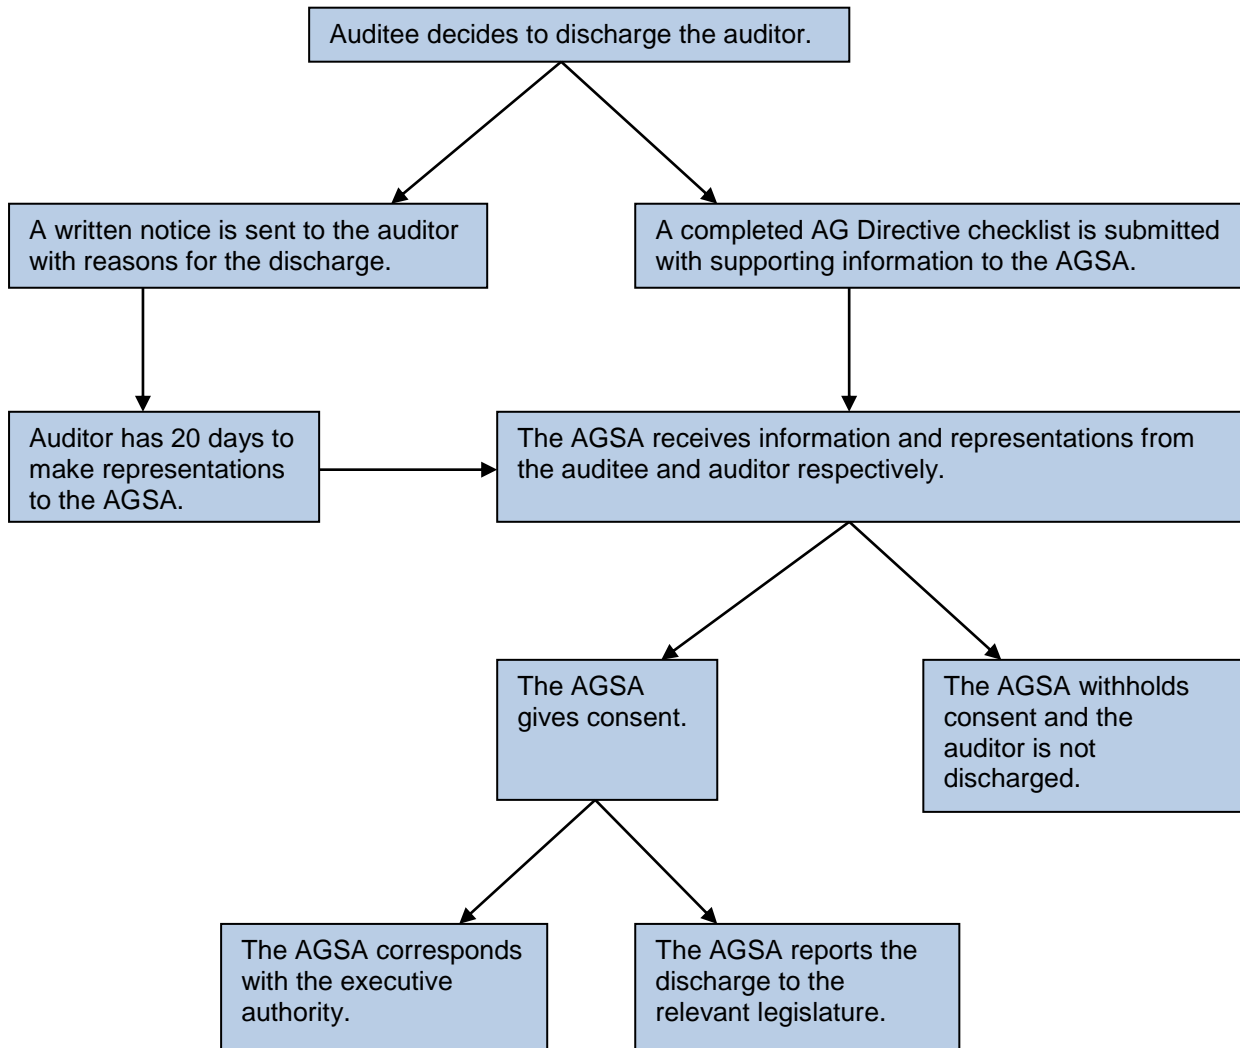 Auditee decides to discharge the auditor.
A written notice is sent to the auditor
with reasons for the discharge.
A completed AG Directive checklist is submitted
with supporting information to the AGSA.
Auditor has 20 days to
make representations
to the AGSA.
The AGSA receives information and representations from
the auditee and auditor respectively.
The AGSA
gives consent.
The AGSA withholds
consent and the
auditor is not
discharged.
The AGSA corresponds
with the executive
authority.
The AGSA reports the
discharge to the
relevant legislature.